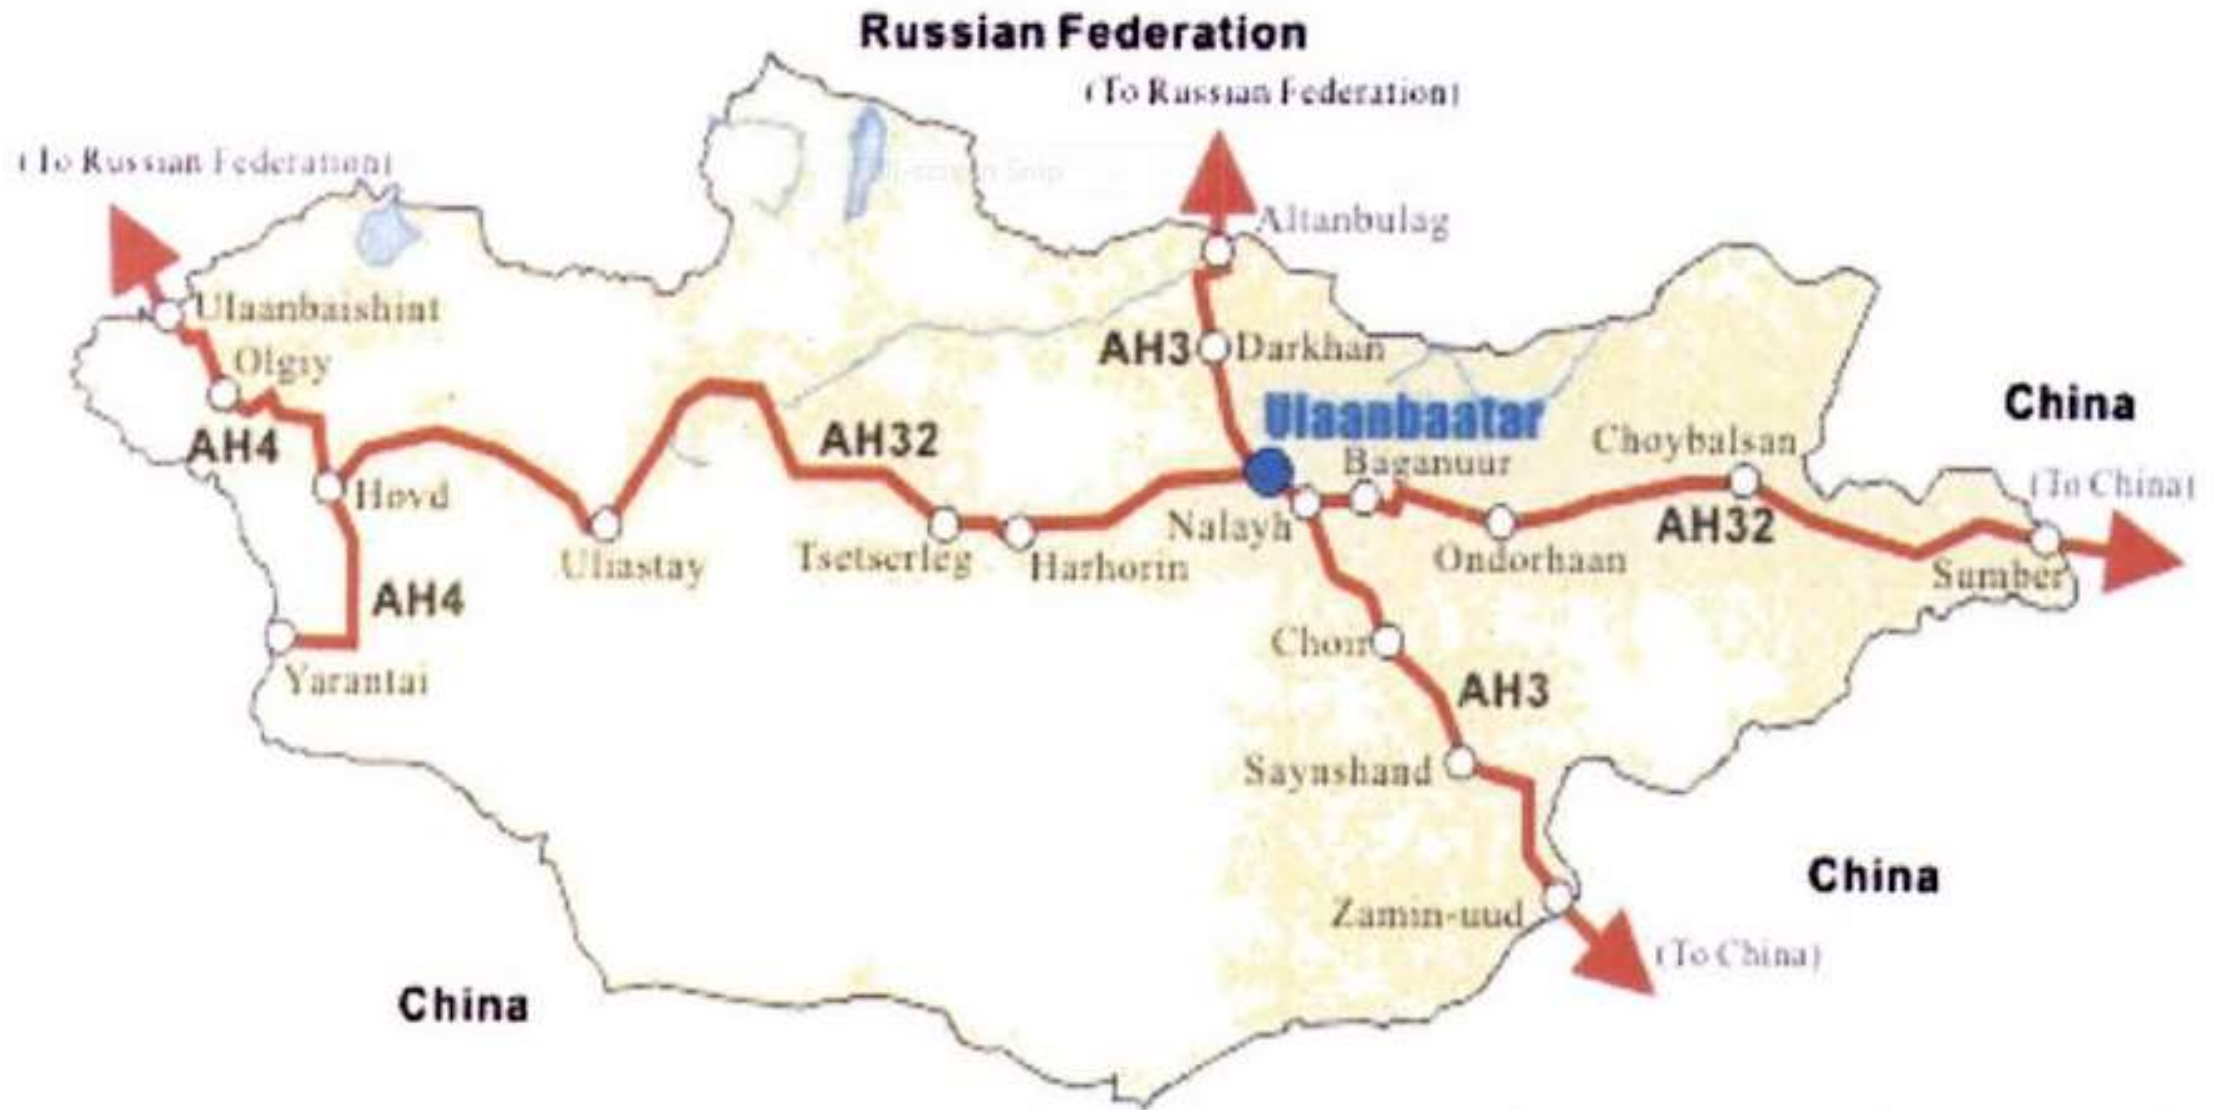 Russian Federation
(To Russian Federation)
(To Russian Federation)
Altanbulag
Ulaanbaishint
Olgiy
AH3
Darkhan
Ulaanbaatar
China
AH4
AH32
Baganuur
Choybalsan
(To China)
Hovd
Nalayh
AH32
Uliastay
Tsetserleg
Harhorin
Ondorhaan
Sumber
AH4
Choir
Yarantai
AH3
Saynshand
China
Zamin-uud
(To China)
China